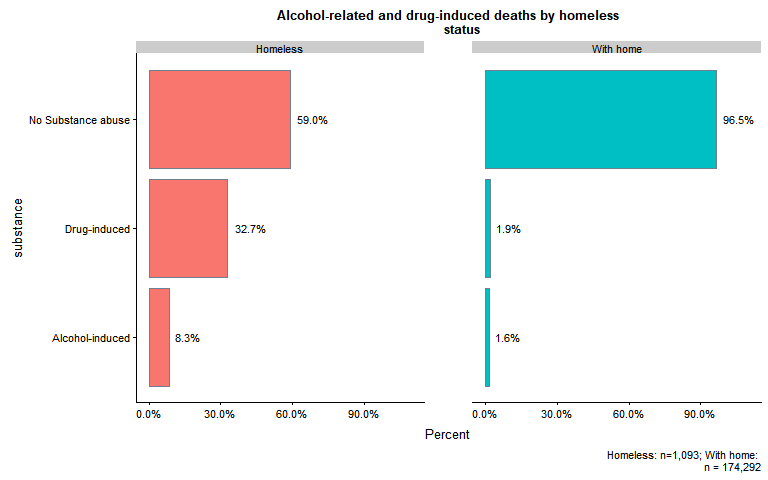 Alcohol-related and drug-induced deaths by homeless
status
Homeless
With home
No Substance abuse
59.0%
96.5%
Drug-induced
32.7%
1.9%
Alcohol-induced
8.3%
1.6%
substance
0.0%
30.0%
60.0%
90.0%
0.0%
30.0%
60.0%
90.0%
Percent
Homeless: n=1,093; With home:
n = 174,292